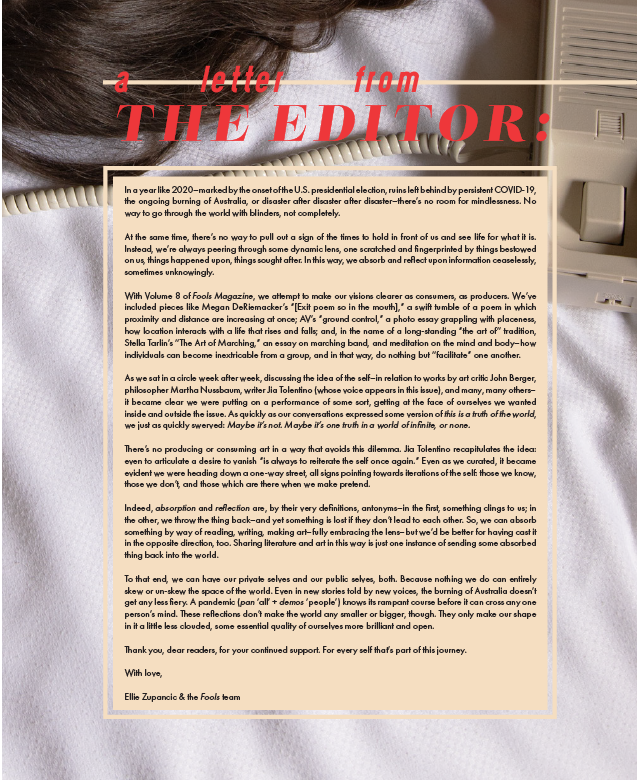 a letter from
THE EDITOR:
In a year like 2020–marked by the onset of the U.S. presidential election, ruins left behind by persistent COVID-19,
the ongoing burning of Australia, or disaster after disaster after disaster–there's no room for mindlessness. No
way to go through the world with blinders, not completely.
At the same time, there's no way to pull out a sign of the times to hold in front of us and see life for what it is.
Instead, we're always peering through some dynamic lens, one scratched and fingerprinted by things bestowed
on us, things happened upon, things sought after. In this way, we absorb and reflect upon information ceaselessly,
sometimes unknowingly.
With Volume 8 of Fools Magazine, we attempt to make our visions clearer as consumers, as producers. We've
included pieces like Megan DeRiemacker's "[Exit poem so in the mouth]," a swift tumble of a poem in which
proximity and distance are increasing at once; AV's "ground control," a photo essay grappling with placeness,
how location interacts with a life that rises and falls; and, in the name of a long-standing "the art of" tradition,
Stella Tarlin's "The Art of Marching," an essay on marching band, and meditation on the mind and body–how
individuals can become inextricable from a group, and in that way, do nothing but "facilitate" one another.
As we sat in a circle week after week, discussing the idea of the self–in relation to works by art critic John Berger,
philosopher Martha Nussbaum, writer Jia Tolentino (whose voice appears in this issue), and many, many others–
it became clear we were putting on a performance of some sort, getting at the face of ourselves we wanted
inside and outside the issue. As quickly as our conversations expressed some version of this is a truth of the world,
we just as quickly swerved: Maybe it's not. Maybe it's one truth in a world of infinite, or none.
There's no producing or consuming art in a way that avoids this dilemma. Jia Tolentino recapitulates the idea:
even to articulate a desire to vanish "is always to reiterate the self once again." Even as we curated, it became
evident we were heading down a one-way street, all signs pointing towards iterations of the self: those we know,
those we don't, and those which are there when we make pretend.
Indeed, absorption and reflection are, by their very definitions, antonyms–in the first, something clings to us; in
the other, we throw the thing back–and yet something is lost if they don't lead to each other. So, we can absorb
something by way of reading, writing, making art–fully embracing the lens–but we'd be better for having cast it
in the opposite direction, too. Sharing literature and art in this way is just one instance of sending some absorbed
thing back into the world.
To that end, we can have our private selves and our public selves, both. Because nothing we do can entirely
skew or un-skew the space of the world. Even in new stories told by new voices, the burning of Australia doesn't
get any less fiery. A pandemic (pan 'all' + demos 'people') knows its rampant course before it can cross any one
person's mind. These reflections don't make the world any smaller or bigger, though. They only make our shape
in it a little less clouded, some essential quality of ourselves more brilliant and open.
Thank you, dear readers, for your continued support. For every self that's part of this journey.
With love,
Ellie Zupancic & the Fools team